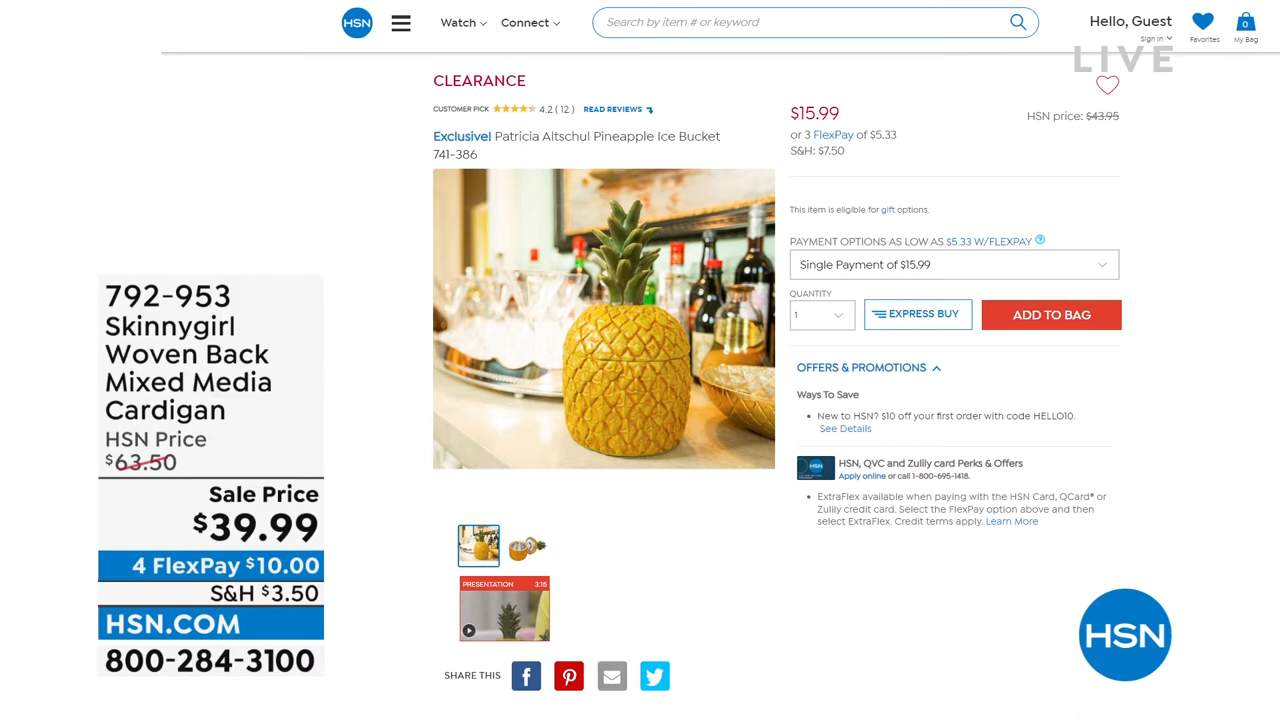 HSN
Watch
Connect
Search by item # or keyword
Hello, Guest
Sign in
Favorites
0
My Bag
LIVE
CLEARANCE
CUSTOMER PICK 4.2 ( 12 ) READ REVIEWS
Exclusive! Patricia Altschul Pineapple Ice Bucket
741-386
$15.99
HSN price: $43.95
or 3 FlexPay of $5.33
S&H: $7.50
This item is eligible for gift options.
PAYMENT OPTIONS AS LOW AS $5.33 W/FLEXPAY ?
Single Payment of $15.99
QUANTITY
1
EXPRESS BUY
ADD TO BAG
OFFERS & PROMOTIONS
Ways To Save
• New to HSN? $10 off your first order with code HELLO10.
See Details
HSN
HSN, QVC and Zulily card Perks & Offers
Apply online or call 1-800-695-1418.
• ExtraFlex available when paying with the HSN Card, QCard® or
Zulily credit card. Select the FlexPay option above and then
select ExtraFlex. Credit terms apply. Learn More
792-953
Skinnygirl
Woven Back
Mixed Media
Cardigan
HSN Price
$63.50
Sale Price
$39.99
4 FlexPay $10.00
S&H $3.50
HSN.COM
800-284-3100
PRESENTATION 3:15
SHARE THIS
HSN